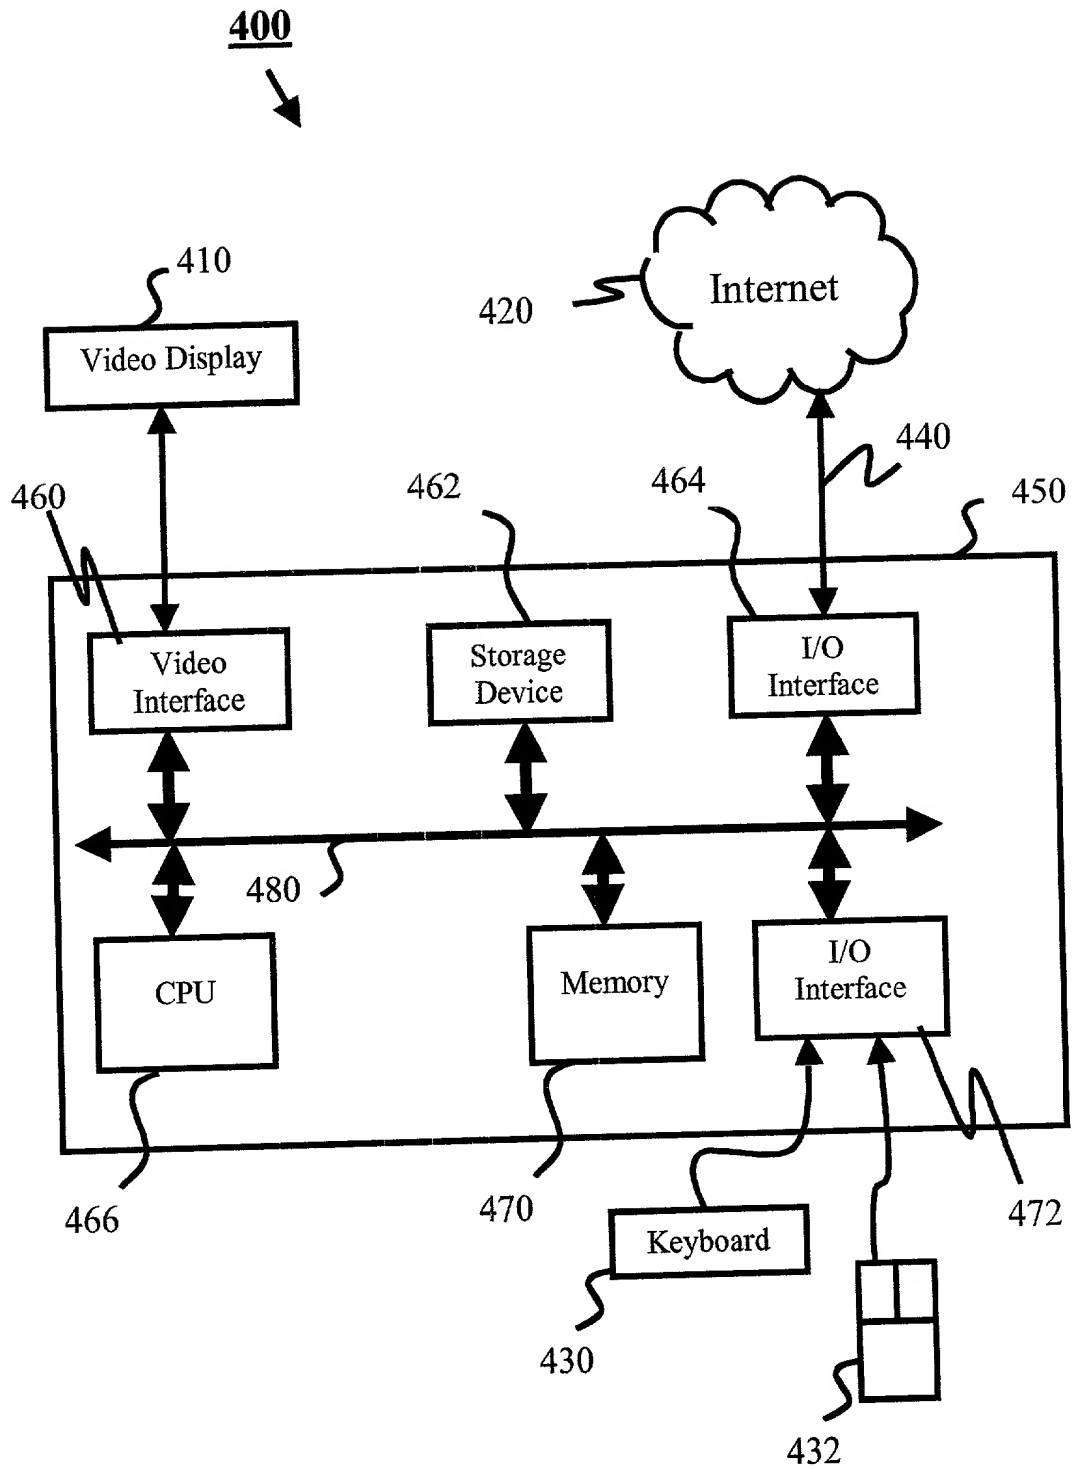 400
410
Video Display
420
Internet
440
460
462
464
450
Video
Interface
Storage
Device
I/O
Interface
480
CPU
Memory
I/O
Interface
466
470
472
Keyboard
430
432